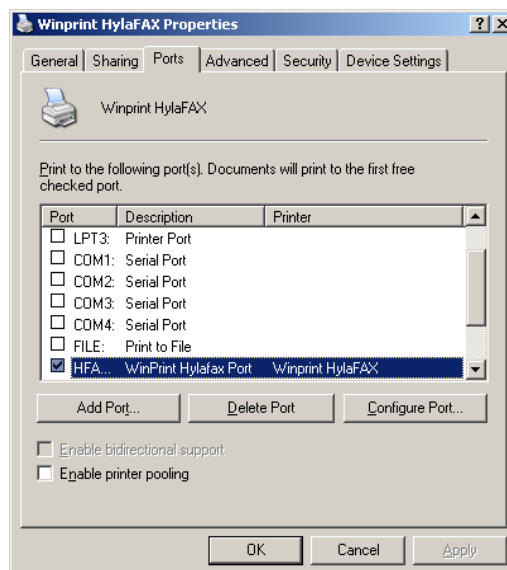 Winprint HylaFAX Properties
General Sharing Ports Advanced Security Device Settings
Winprint HylaFAX
Print to the following port(s). Documents will print to the first free
checked port.
Port Description Printer
LPT3: Printer Port
COM1: Serial Port
COM2: Serial Port
COM3: Serial Port
COM4: Serial Port
FILE: Print to File
HFA... WinPrint Hylafax Port Winprint HylaFAX
Add Port... Delete Port Configure Port...
Enable bidirectional support
Enable printer pooling
OK Cancel Apply